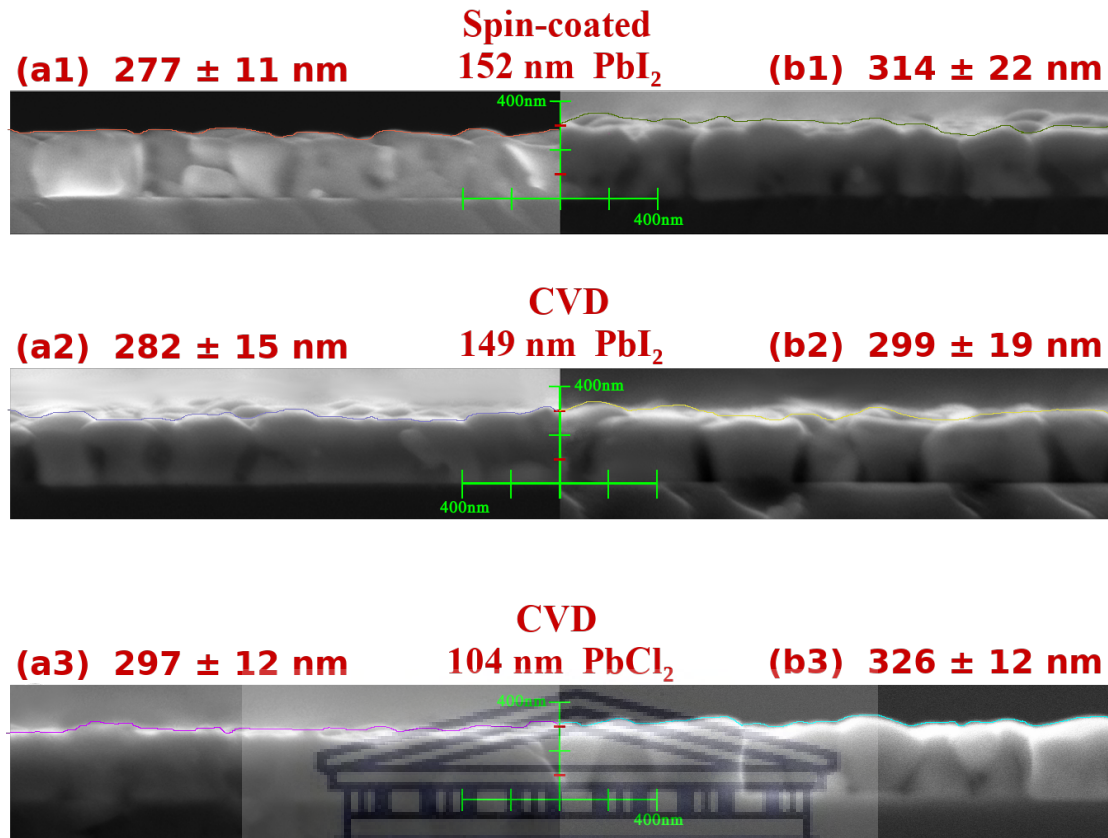 Spin-coated
(a1) 277 ± 11 nm 152 nm PbI₂ (b1) 314 ± 22 nm
400nm
400nm
CVD
(a2) 282 ± 15 nm 149 nm PbI₂ (b2) 299 ± 19 nm
400nm
400nm
CVD
(a3) 297 ± 12 nm 104 nm PbCl₂ (b3) 326 ± 12 nm
400nm
400nm